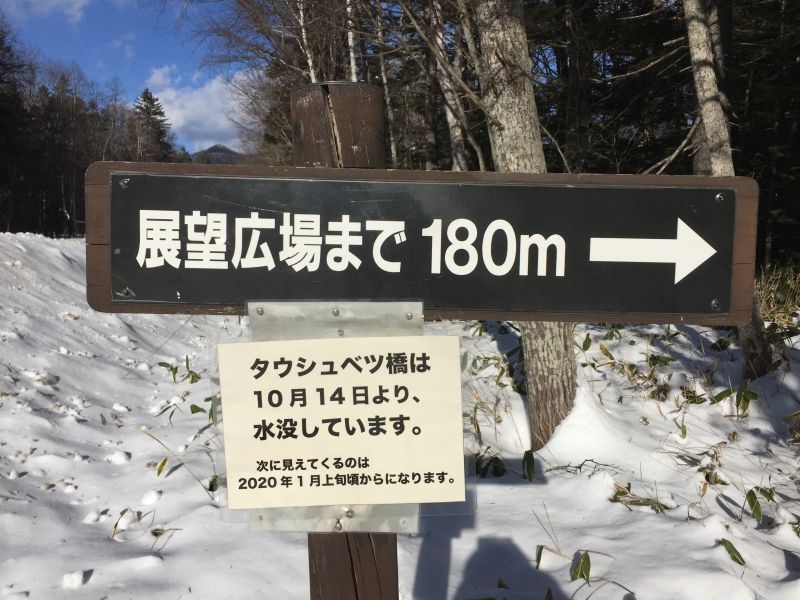 展望広場まで 180m →
タウシュベツ橋は
10月14日より、
水没しています。
次に見えてくるのは
2020年1月上旬頃からになります。